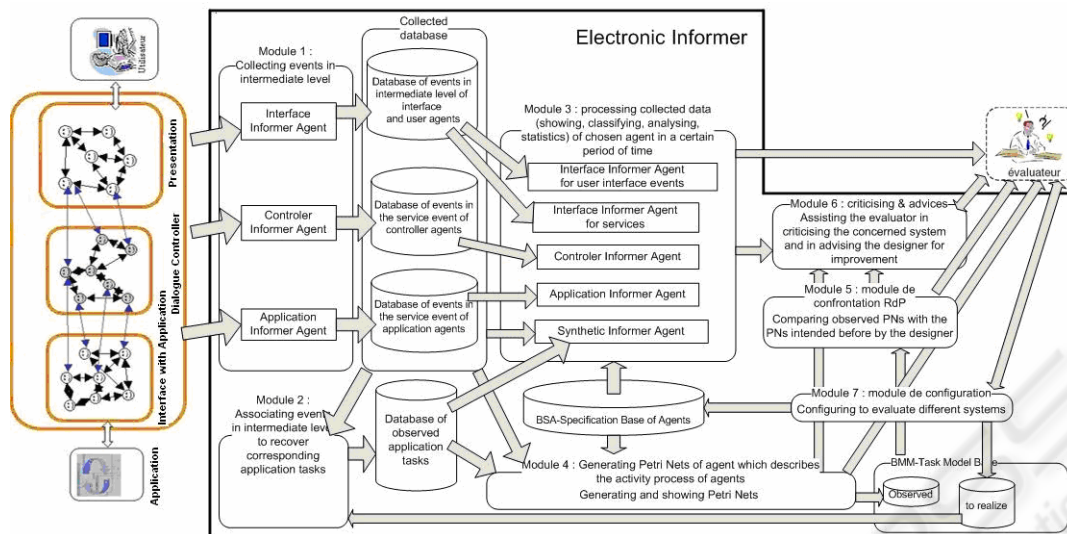 Utilisateur
Presentation
Dialogue Controller
Interface with Application
Application
Electronic Informer
Module 1 :
Collecting events in
intermediate level
Interface
Informer Agent
Controler
Informer Agent
Application
Informer Agent
Collected
database
Database of events in
intermediate level of
interface
and user agents
Database of events in
the service event of
controller agents
Database of events in
the service event of
application agents
Module 3 : processing collected data
(showing, classifying, analysing,
statistics) of chosen agent in a certain
period of time
Interface Informer Agent
for user interface events
Interface Informer Agent
for services
Controler Informer Agent
Application Informer Agent
Synthetic Informer Agent
évaluateur
Module 6 : criticising & advices
Assisting the evaluator in
criticising the concerned system
and in advising the designer for
improvement
Module 5 : module de
confrontation RdP
Comparing observed PNs with the
PNs intended before by the
designer
Module 7 : module de configuration
Configuring to evaluate different systems
Module 2 :
Associating events
in intermediate level
to recover
corresponding
application tasks
Database of
observed
application
tasks
BSA-Specification Base of Agents
Module 4 : Generating Petri Nets of agent which describes
the activity process of agents
Generating and showing Petri Nets
BMM-Task Model Base
Observed
to realize